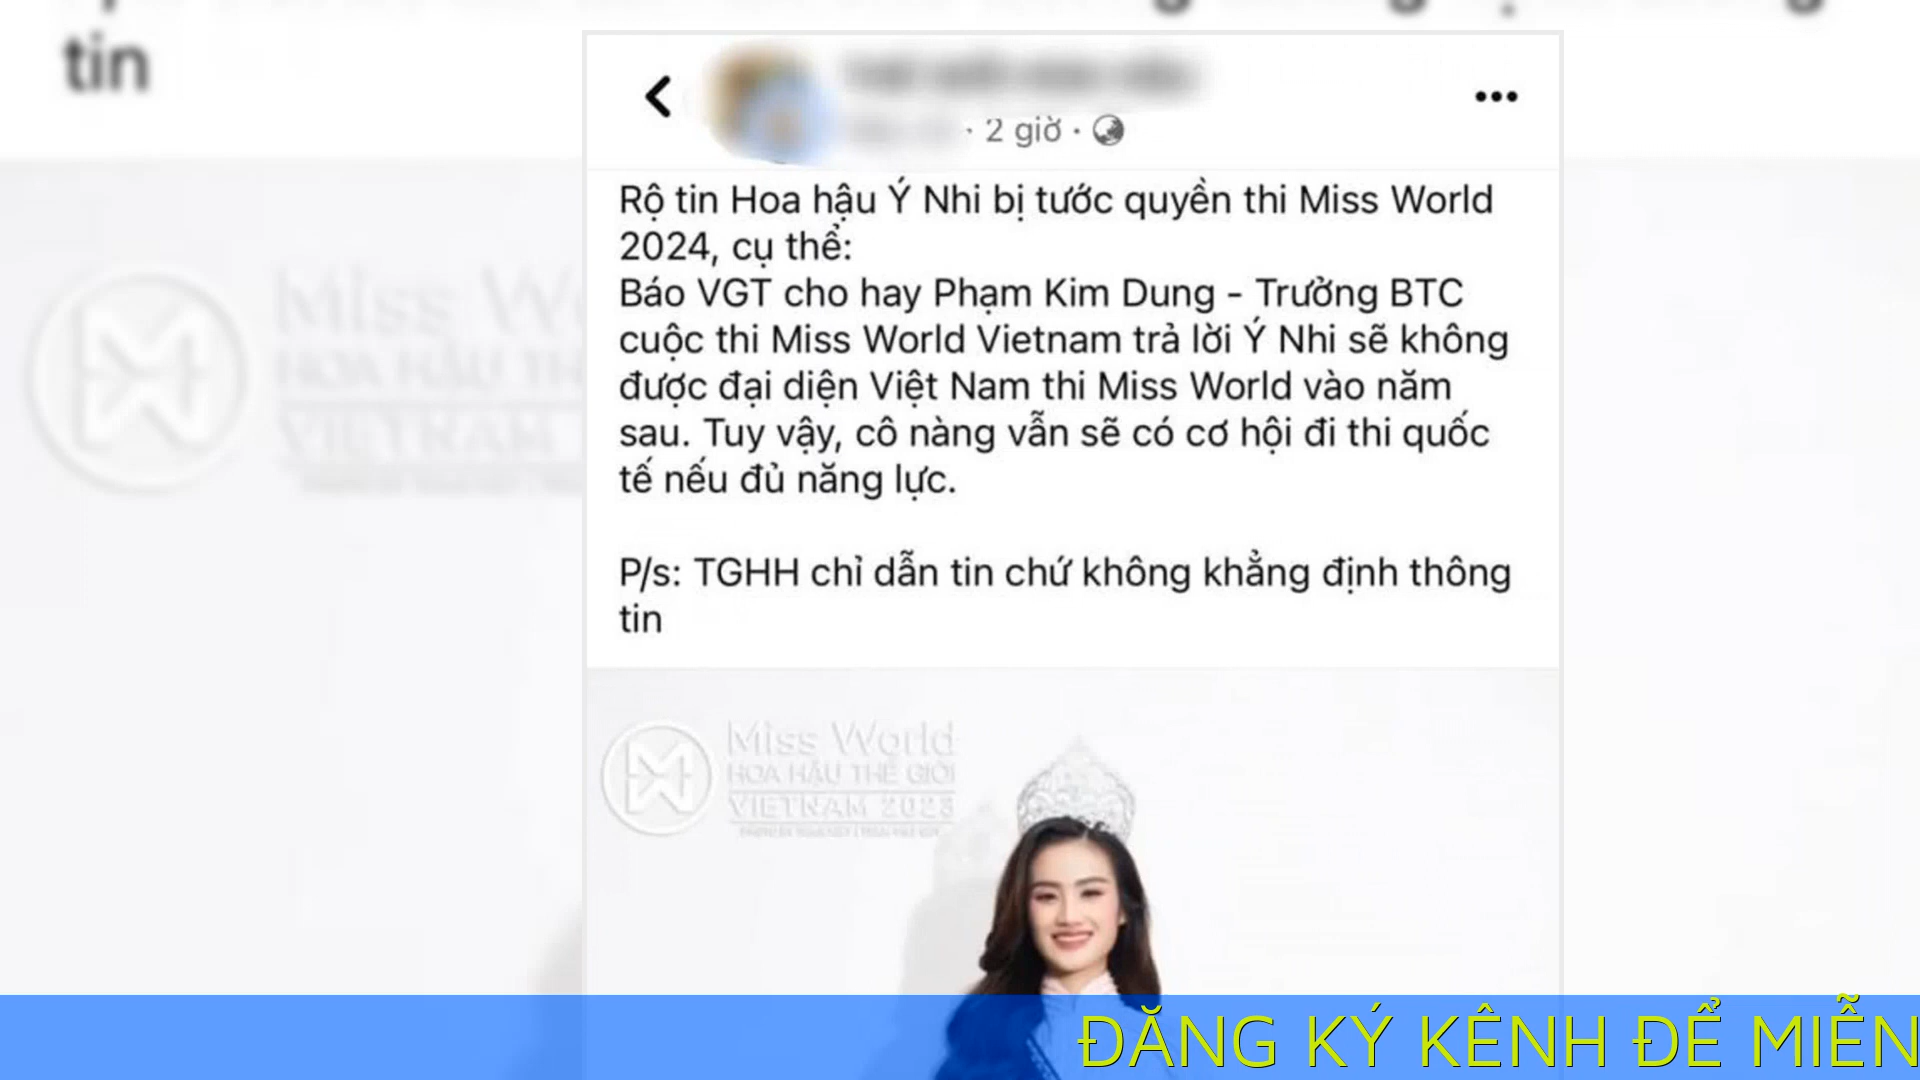 tin
2 giờ
Rộ tin Hoa hậu Ý Nhi bị tước quyền thi Miss World
2024, cụ thể:
Báo VGT cho hay Phạm Kim Dung - Trưởng BTC
cuộc thi Miss World Vietnam trả lời Ý Nhi sẽ không
được đại diện Việt Nam thi Miss World vào năm
sau. Tuy vậy, cô nàng vẫn sẽ có cơ hội đi thi quốc
tế nếu đủ năng lực.
P/s: TGHH chỉ dẫn tin chứ không khẳng định thông
tin
Miss World
HOA HẬU THẾ GIỚI
VIETNAM 2023
ĐĂNG KÝ KÊNH ĐỂ MIỄN